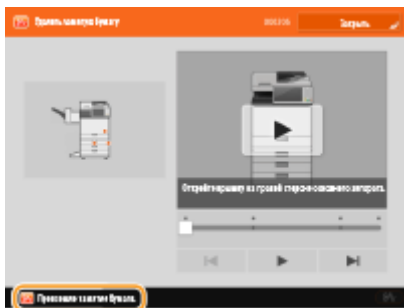 Удалить замятую бумагу
Закрыть
Откройте крышку на правой стороне основного аппарата.
Произошло замятие бумаги.